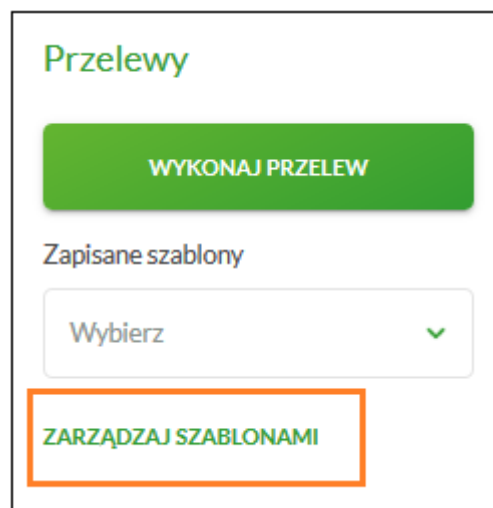 Przelewy
WYKONAJ PRZELEW
Zapisane szablony
Wybierz
ZARZĄDZAJ SZABLONAMI